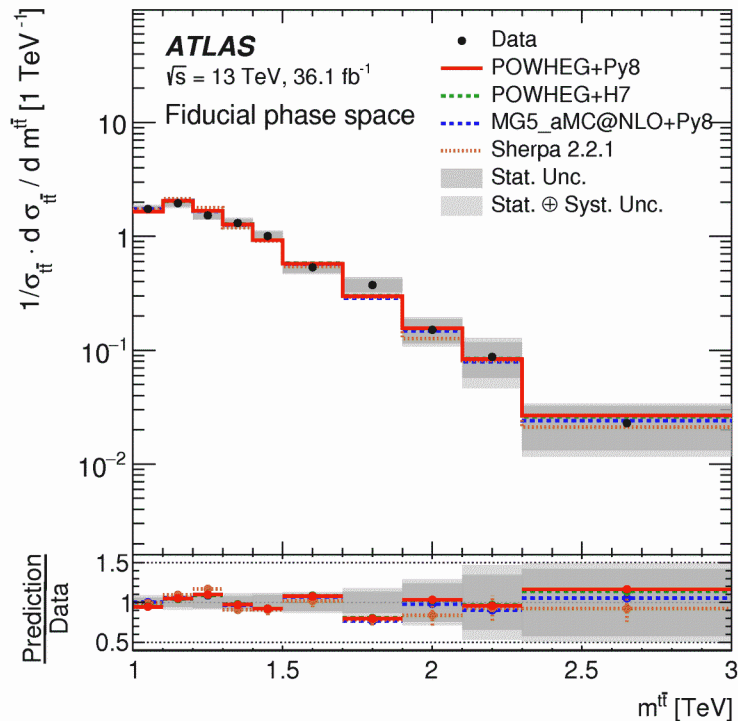 ATLAS
√s = 13 TeV, 36.1 fb⁻¹
Fiducial phase space
Data
POWHEG+Py8
POWHEG+H7
MG5_aMC@NLO+Py8
Sherpa 2.2.1
Stat. Unc.
Stat. ⊕ Syst. Unc.
1/σ_tt̄ · d σ_tt̄ / d m^tt̄ [1 TeV⁻¹]
10
1
10⁻¹
10⁻²
Prediction
Data
1.5
1
0.5
1 1.5 2 2.5 3
m^tt̄ [TeV]